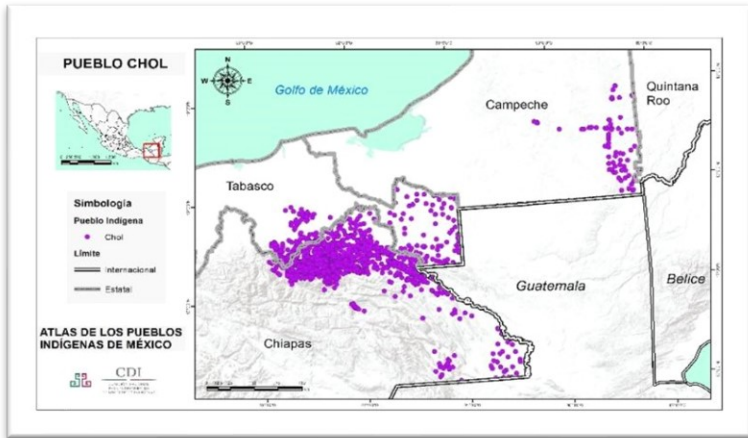 PUEBLO CHOL
Simbología
Pueblo Indígena
Chol
Límite
Internacional
Estatal
ATLAS DE LOS PUEBLOS
INDÍGENAS DE MÉXICO
CDI
N
W
E
S
Golfo de México
Campeche
Quintana
Roo
Tabasco
Guatemala
Belice
Chiapas